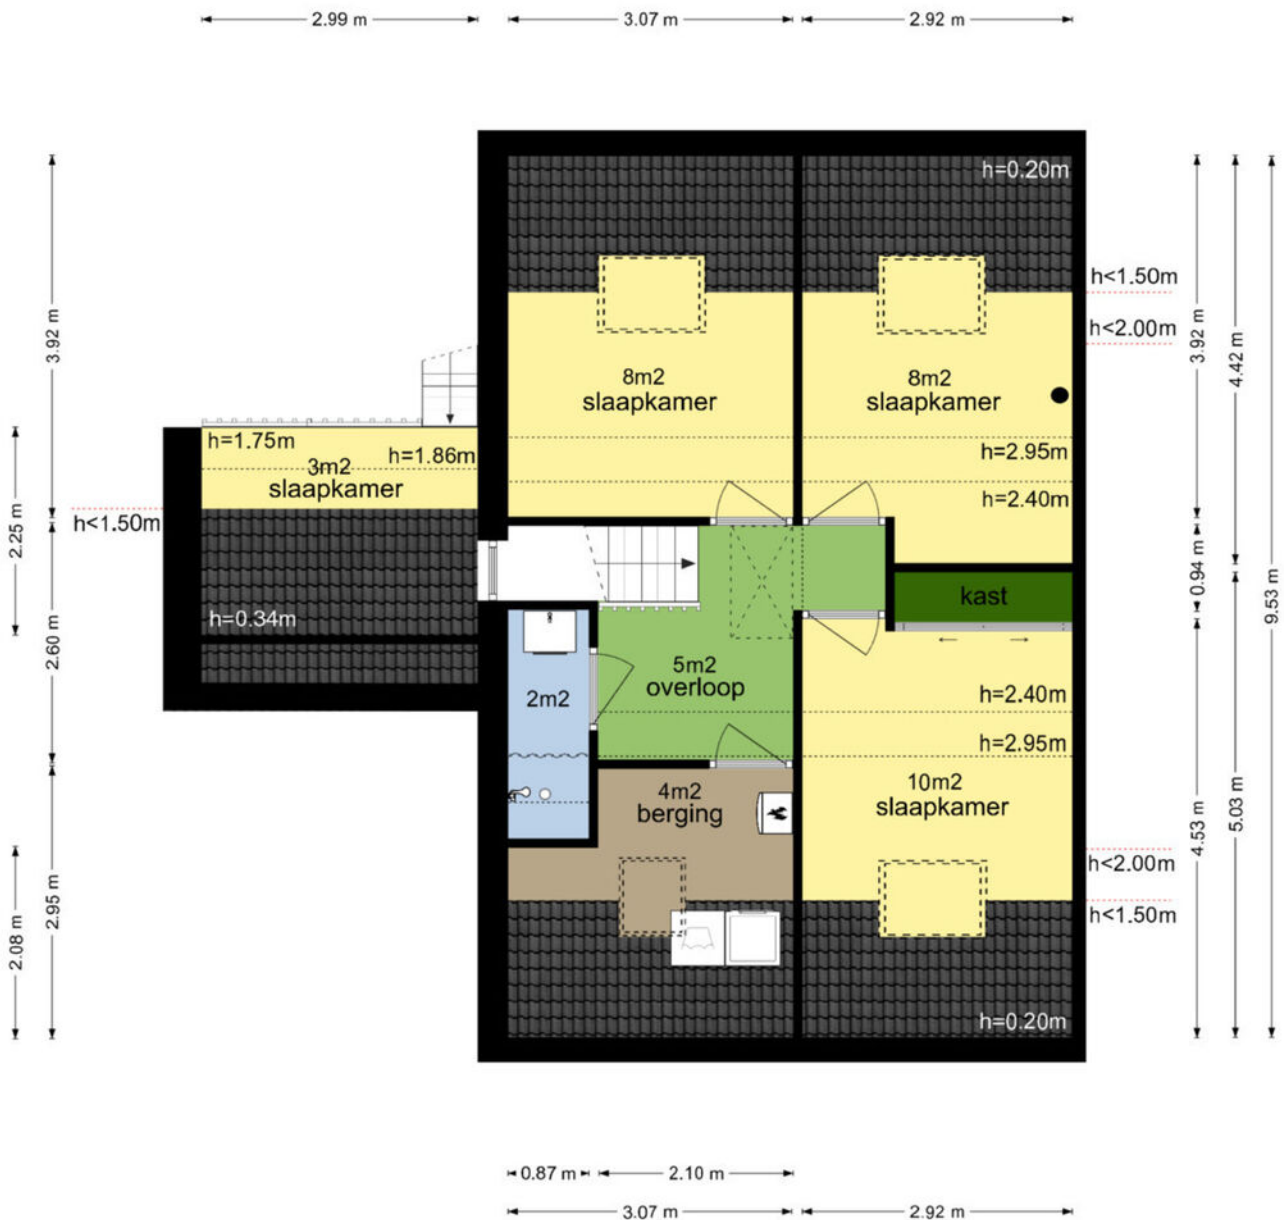 2.99 m
3.07 m
2.92 m
h=0.20m
h<1.50m
h<2.00m
3.92 m
3.92 m
4.42 m
8m2
slaapkamer
8m2
slaapkamer
h=1.75m
h=1.86m
3m2
slaapkamer
h=2.95m
h=2.40m
2.25 m
h<1.50m
0.94 m
9.53 m
kast
h=0.34m
2.60 m
5m2
overloop
2m2
h=2.40m
h=2.95m
4m2
berging
10m2
slaapkamer
4.53 m
5.03 m
h<2.00m
h<1.50m
2.08 m
2.95 m
h=0.20m
0.87 m
2.10 m
3.07 m
2.92 m